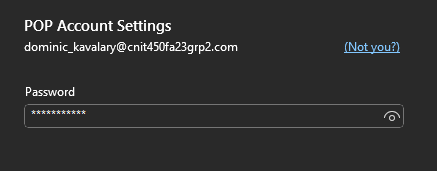 POP Account Settings
dominic_kavalary@cnit450fa23grp2.com (Not you?)
Password
***********